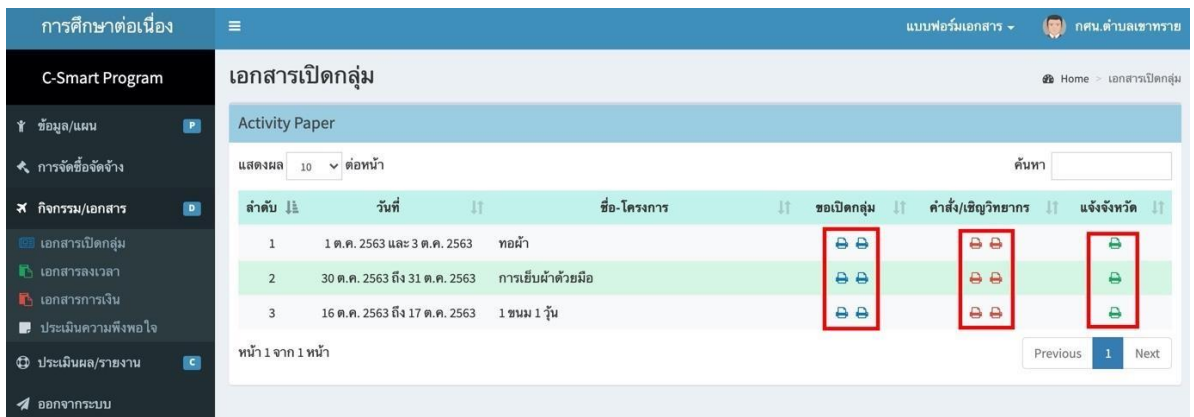 การศึกษาต่อเนื่อง
แบบฟอร์มเอกสาร
กศน.ตำบลเขาทราย
C-Smart Program
เอกสารเปิดกลุ่ม
Home > เอกสารเปิดกลุ่ม
ข้อมูล/แผน P
Activity Paper
การจัดซื้อจัดจ้าง
แสดงผล 10 ต่อหน้า
ค้นหา
กิจกรรม/เอกสาร D
ลำดับ วันที่ ชื่อ-โครงการ ขอเปิดกลุ่ม คำสั่ง/เชิญวิทยากร แจ้งจังหวัด
เอกสารเปิดกลุ่ม
1 1 ต.ค. 2563 และ 3 ต.ค. 2563 ทอผ้า
เอกสารลงเวลา
2 30 ต.ค. 2563 ถึง 31 ต.ค. 2563 การเย็บผ้าด้วยมือ
เอกสารการเงิน
3 16 ต.ค. 2563 ถึง 17 ต.ค. 2563 1 ขนม 1 วุ้น
ประเมินความพึงพอใจ
หน้า 1 จาก 1 หน้า
Previous 1 Next
ประเมินผล/รายงาน C
ออกจากระบบ